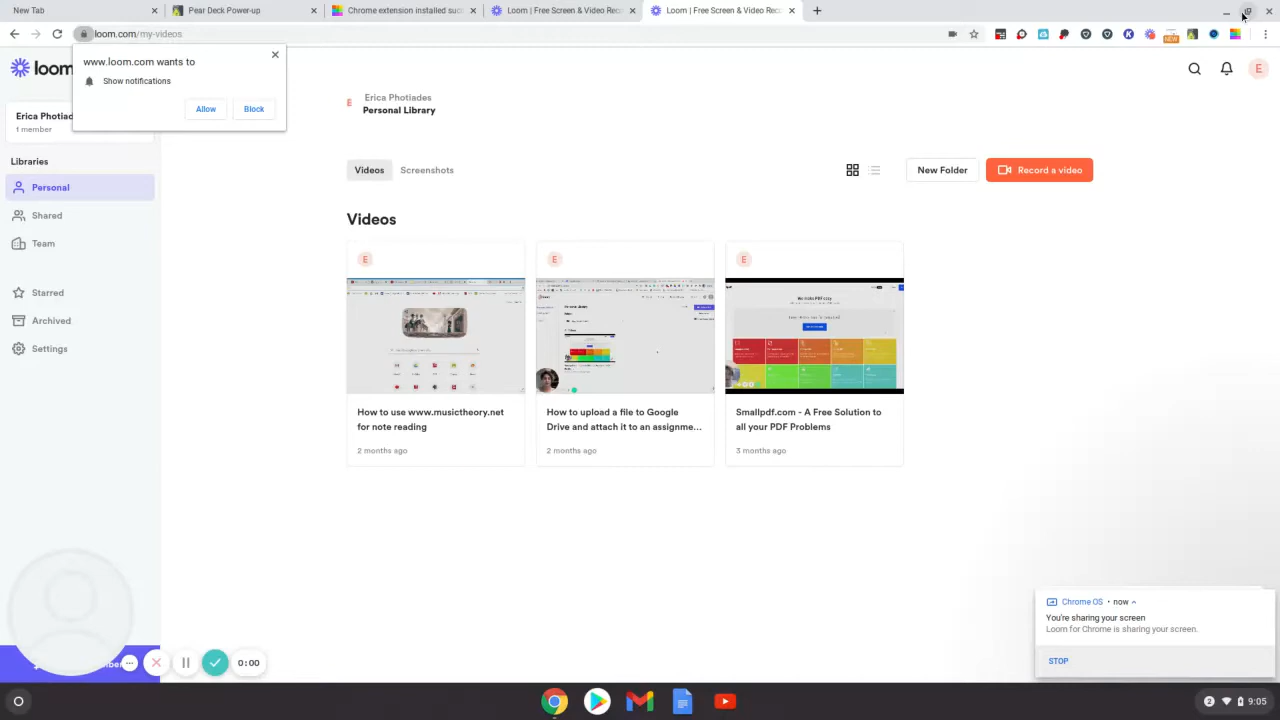 New Tab
Pear Deck Power-up
Chrome extension installed suc
Loom | Free Screen & Video Rec
Loom | Free Screen & Video Rec
loom.com/my-videos
NEW
www.loom.com wants to
Show notifications
Allow
Block
loom
Erica Photiad
1 member
Libraries
Personal
Shared
Team
Starred
Archived
Settings
E
E
Erica Photiades
Personal Library
Videos
Screenshots
New Folder
Record a video
Videos
E
E
E
How to use www.musictheory.net
for note reading
2 months ago
How to upload a file to Google
Drive and attach it to an assignme...
2 months ago
Smallpdf.com - A Free Solution to
all your PDF Problems
3 months ago
Chrome OS • now
You're sharing your screen
Loom for Chrome is sharing your screen.
STOP
0:00
2
9:05